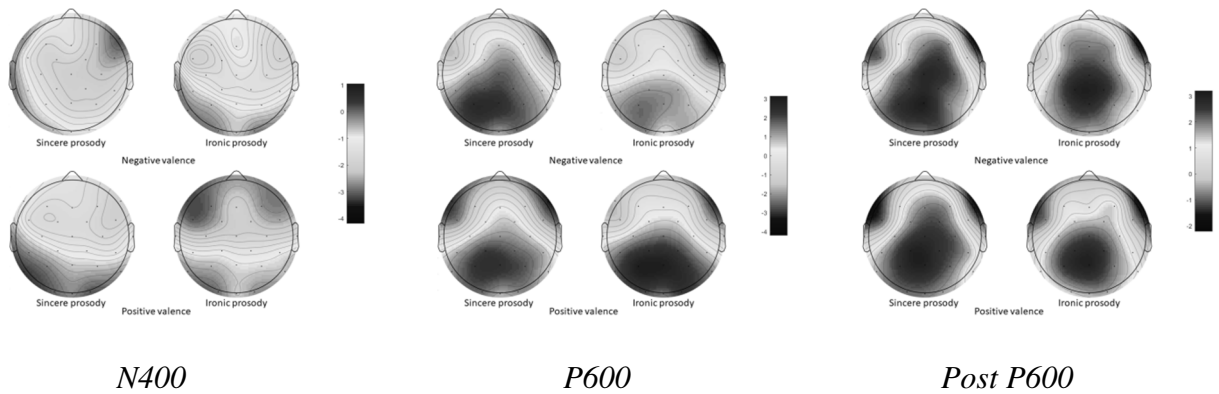 Sincere prosody Ironic prosody
Negative valence
Sincere prosody Ironic prosody
Positive valence
1
0
-1
-2
-3
-4
N400
Sincere prosody Ironic prosody
Negative valence
Sincere prosody Ironic prosody
Positive valence
3
2
1
0
-1
-2
-3
-4
P600
Sincere prosody Ironic prosody
Negative valence
Sincere prosody Ironic prosody
Positive valence
3
2
1
0
-1
-2
Post P600